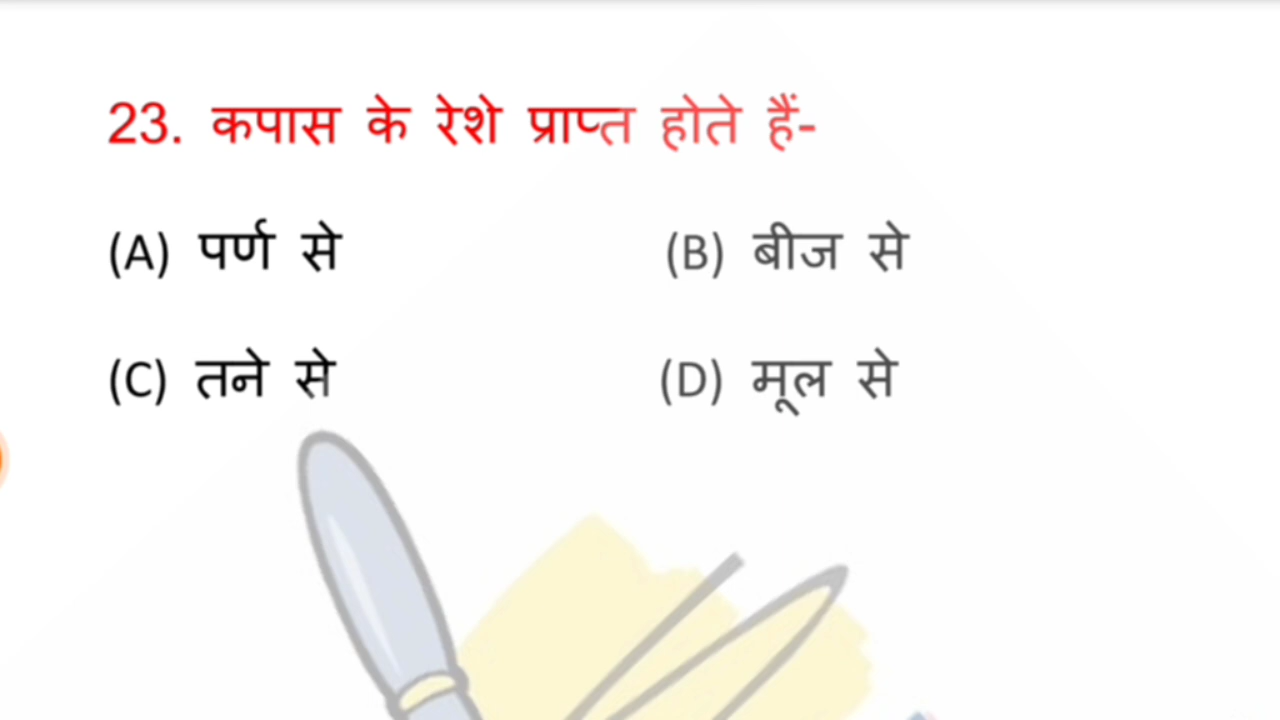 23. कपास के रेशे प्राप्त होते हैं-
(A) पर्ण से (B) बीज से
(C) तने से (D) मूल से